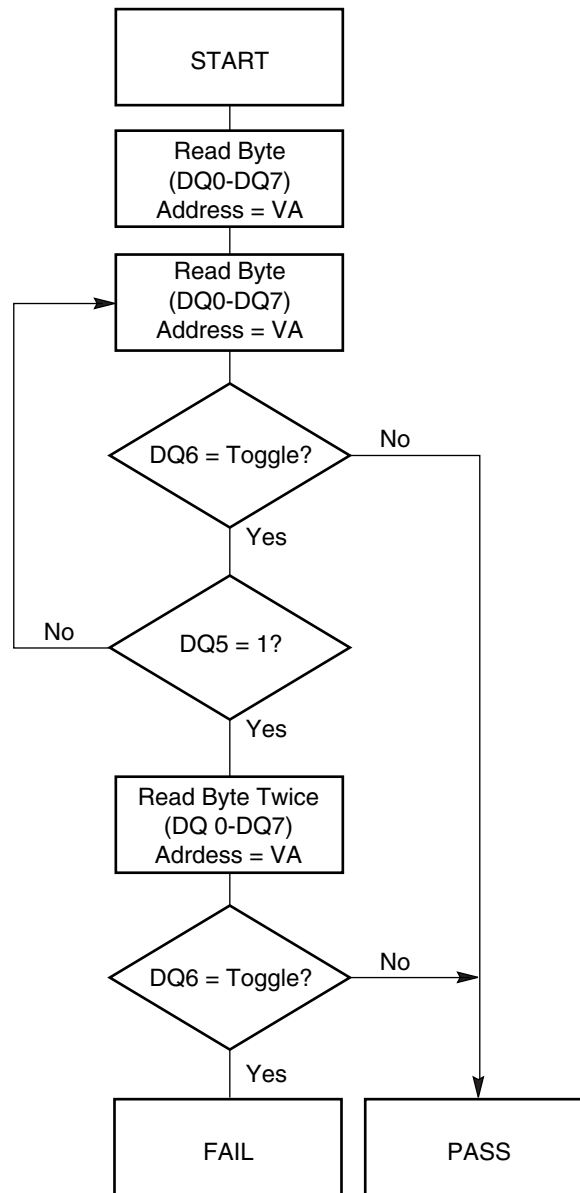 START
Read Byte
(DQ0-DQ7)
Address = VA
Read Byte
(DQ0-DQ7)
Address = VA
DQ6 = Toggle?
No
Yes
No
DQ5 = 1?
Yes
Read Byte Twice
(DQ 0-DQ7)
Adrdess = VA
DQ6 = Toggle?
No
Yes
FAIL
PASS